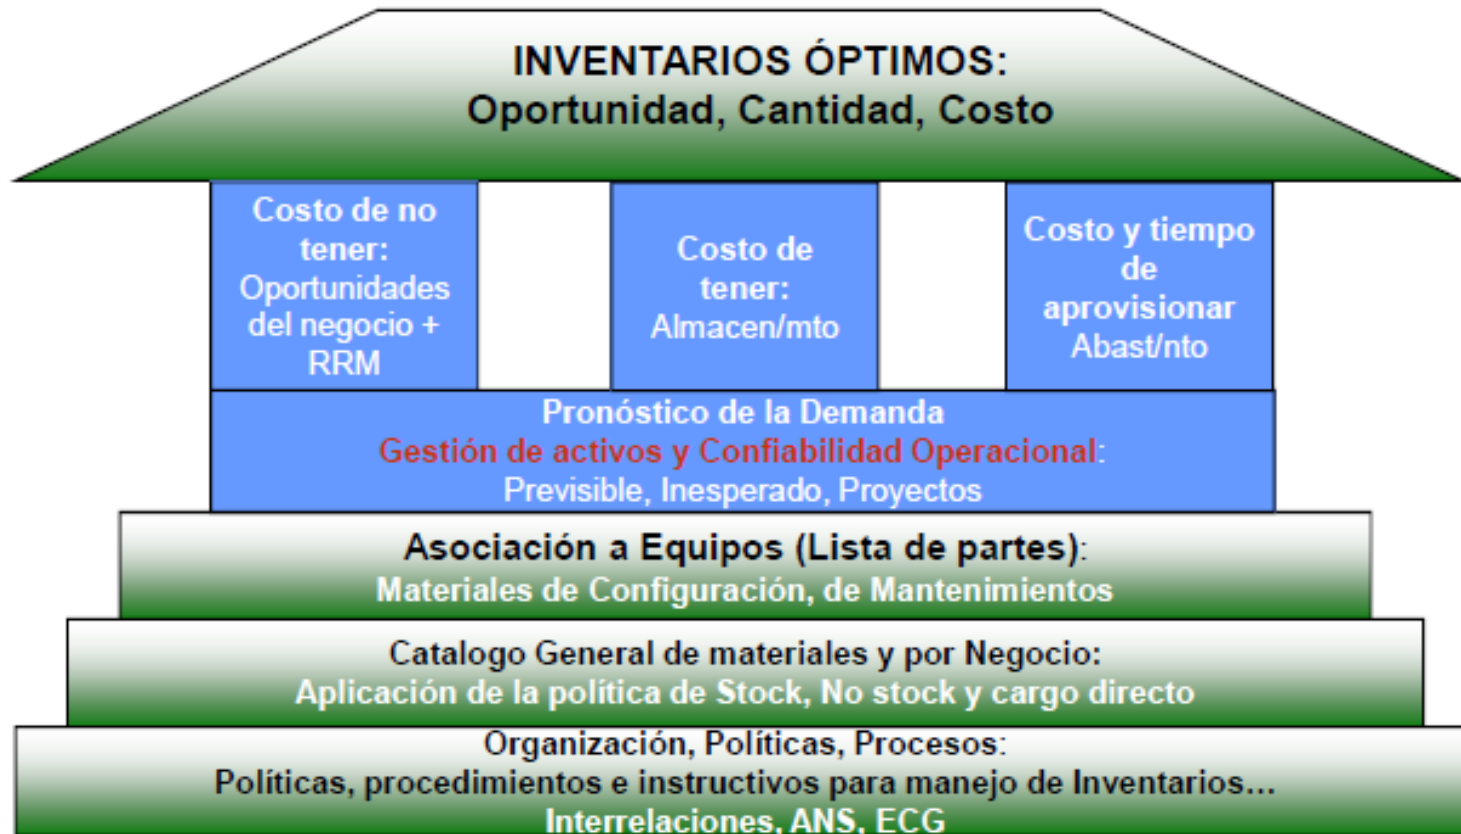 INVENTARIOS ÓPTIMOS:
Oportunidad, Cantidad, Costo
Costo de no
tener:
Oportunidades
del negocio +
RRM
Costo de
tener:
Almacen/mto
Costo y tiempo
de
aprovisionar
Abast/nto
Pronóstico de la Demanda
Gestión de activos y Confiabilidad Operacional:
Previsible, Inesperado, Proyectos
Asociación a Equipos (Lista de partes):
Materiales de Configuración, de Mantenimientos
Catalogo General de materiales y por Negocio:
Aplicación de la política de Stock, No stock y cargo directo
Organización, Políticas, Procesos:
Políticas, procedimientos e instructivos para manejo de Inventarios...
Interrelaciones, ANS, ECG